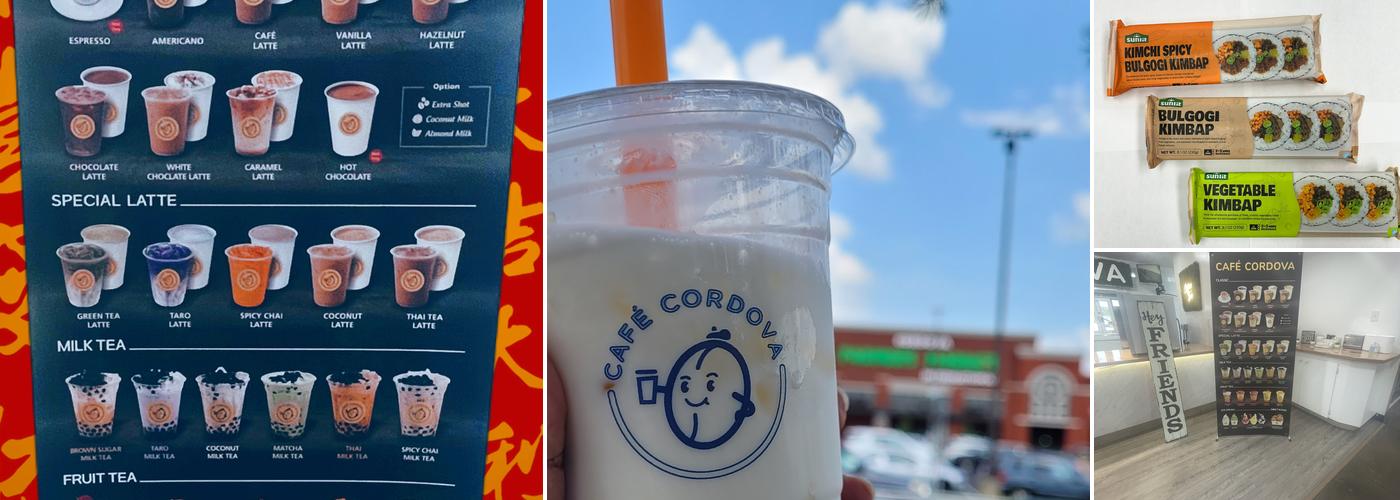 ESPRESSO
AMERICANO
CAFÉ
LATTE
VANILLA
LATTE
HAZELNUT
LATTE
Option
Extra Shot
Coconut Milk
Almond Milk
CHOCOLATE
LATTE
WHITE
CHOCLATE LATTE
CARAMEL
LATTE
HOT
CHOCOLATE
SPECIAL LATTE
GREEN TEA
LATTE
TARO
LATTE
SPICY CHAI
LATTE
COCONUT
LATTE
THAI TEA
LATTE
MILK TEA
BROWN SUGAR
MILK TEA
TARO
MILK TEA
COCONUT
MILK TEA
MATCHA
MILK TEA
THAI
MILK TEA
SPICY CHAI
MILK TEA
FRUIT TEA
CAFÉ CORDOVA
KIMCHI SPICY
BULGOGI KIMBAP
BULGOGI
KIMBAP
VEGETABLE
KIMBAP
VA
Hey
FRIENDS
CAFÉ CORDOVA